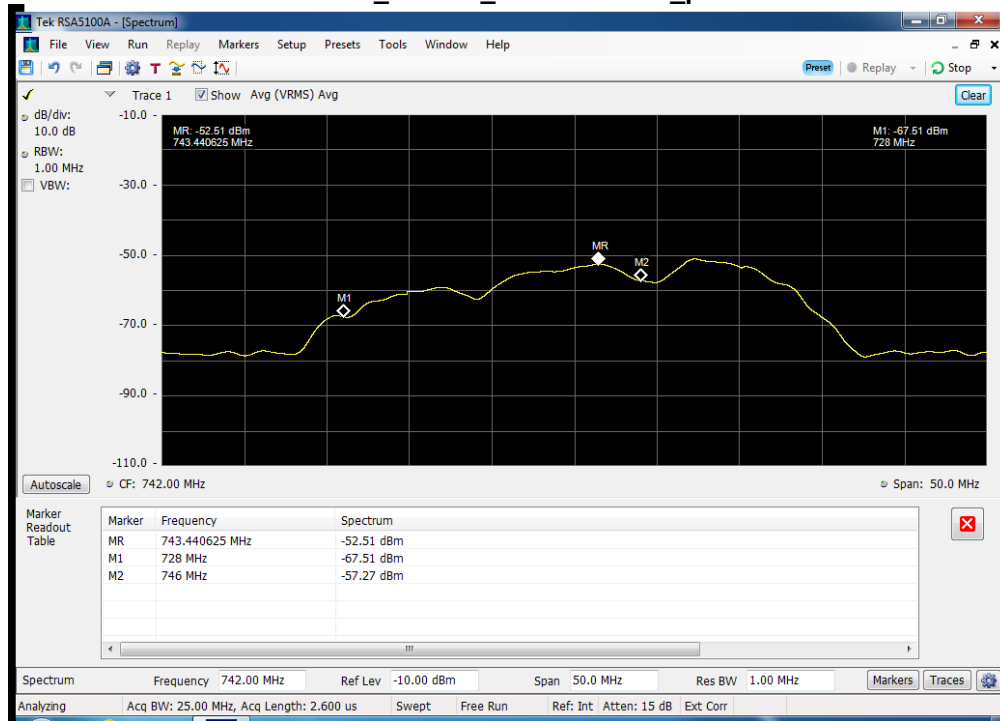 Tek RSA5100A - [Spectrum]
File View Run Replay Markers Setup Presets Tools Window Help
T Preset Replay Stop
Trace 1 Show Avg (VRMS) Avg Clear
dB/div:
10.0 dB
RBW:
1.00 MHz
VBW:
-10.0
-30.0
-50.0
-70.0
-90.0
-110.0
MR: -52.51 dBm
743.440625 MHz
M1: -67.51 dBm
728 MHz
MR
M2
M1
Autoscale CF: 742.00 MHz Span: 50.0 MHz
Marker
Readout
Table
Marker Frequency Spectrum
MR 743.440625 MHz -52.51 dBm
M1 728 MHz -67.51 dBm
M2 746 MHz -57.27 dBm
Spectrum Frequency 742.00 MHz Ref Lev -10.00 dBm Span 50.0 MHz Res BW 1.00 MHz Markers Traces
Analyzing Acq BW: 25.00 MHz, Acq Length: 2.600 us Swept Free Run Ref: Int Atten: 15 dB Ext Corr